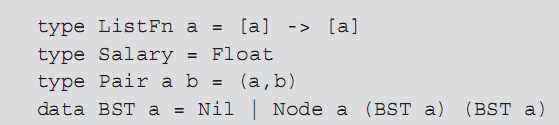 type ListFn a = [a] -> [a]
type Salary = Float
type Pair a b = (a,b)
data BST a = Nil | Node a (BST a) (BST a)